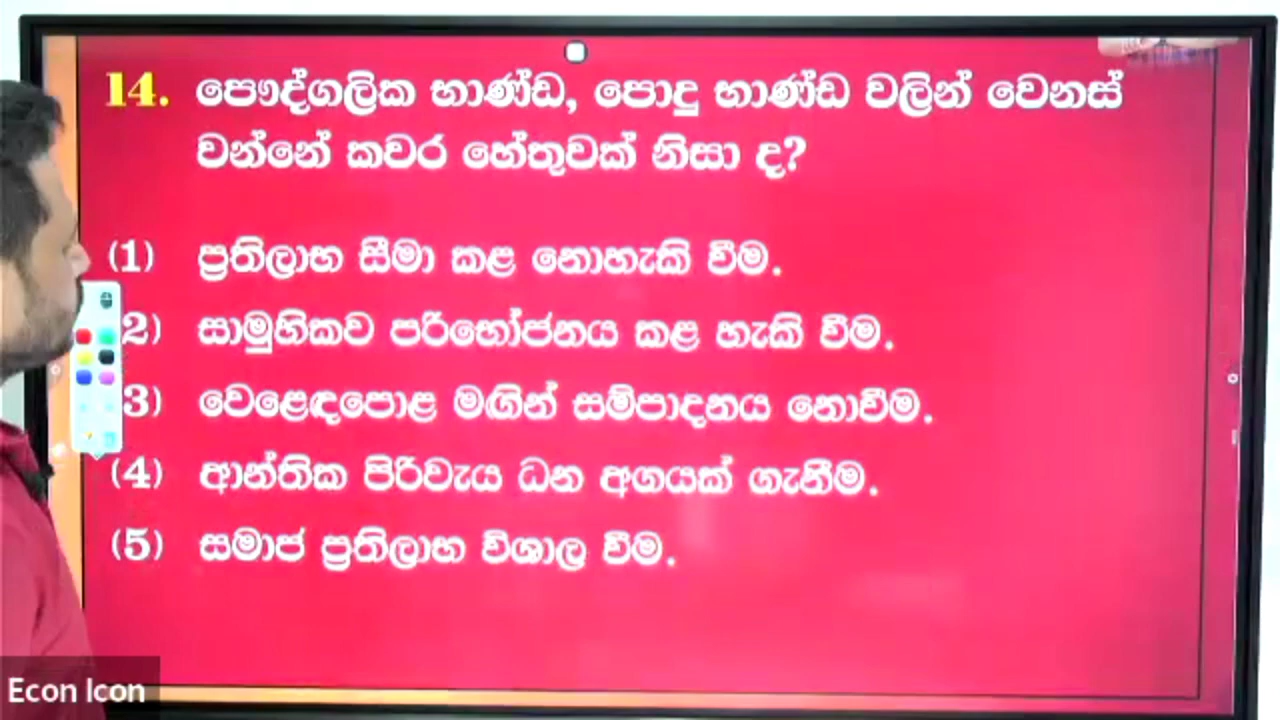 14. පෞද්ගලික භාණ්ඩ, පොදු භාණ්ඩ වලින් වෙනස්
වන්නේ කවර හේතුවක් නිසා ද?
(1) ප්‍රතිලාභ සීමා කළ නොහැකි වීම.
2) සාමූහිකව පරිභෝජනය කළ හැකි වීම.
3) වෙළෙඳපොළ මගින් සම්පාදනය නොවීම.
(4) ආන්තික පිරිවැය ධන අගයක් ගැනීම.
(5) සමාජ ප්‍රතිලාභ විශාල වීම.
Econ Icon